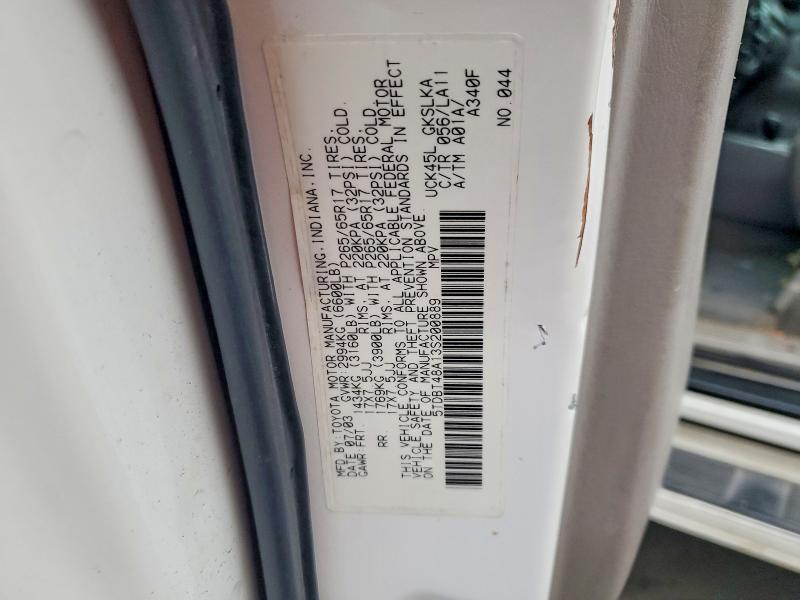 MFD BY:TOYOTA MOTOR MANUFACTURING,INDIANA,INC.
DATE 07/03 GVWR:2994KG (6600LB)
GAWR FRT 1434KG (3160LB) WITH P265/65R17 TIRES,
17X7.5JJ RIMS, AT 220KPA (32PSI) COLD.
RR 1769KG (3900LB) WITH P265/65R17 TIRES,
17X7.5JJ RIMS, AT 220KPA (32PSI) COLD.
THIS VEHICLE CONFORMS TO ALL APPLICABLE FEDERAL MOTOR
VEHICLE SAFETY AND THEFT PREVENTION STANDARDS IN EFFECT
ON THE DATE OF MANUFACTURE SHOWN ABOVE.
5TDBT48A13S200889 MPV
UCK45L GKSLKA
C/TR 056/LA11
A/TM A01A/
A340F
NO.044